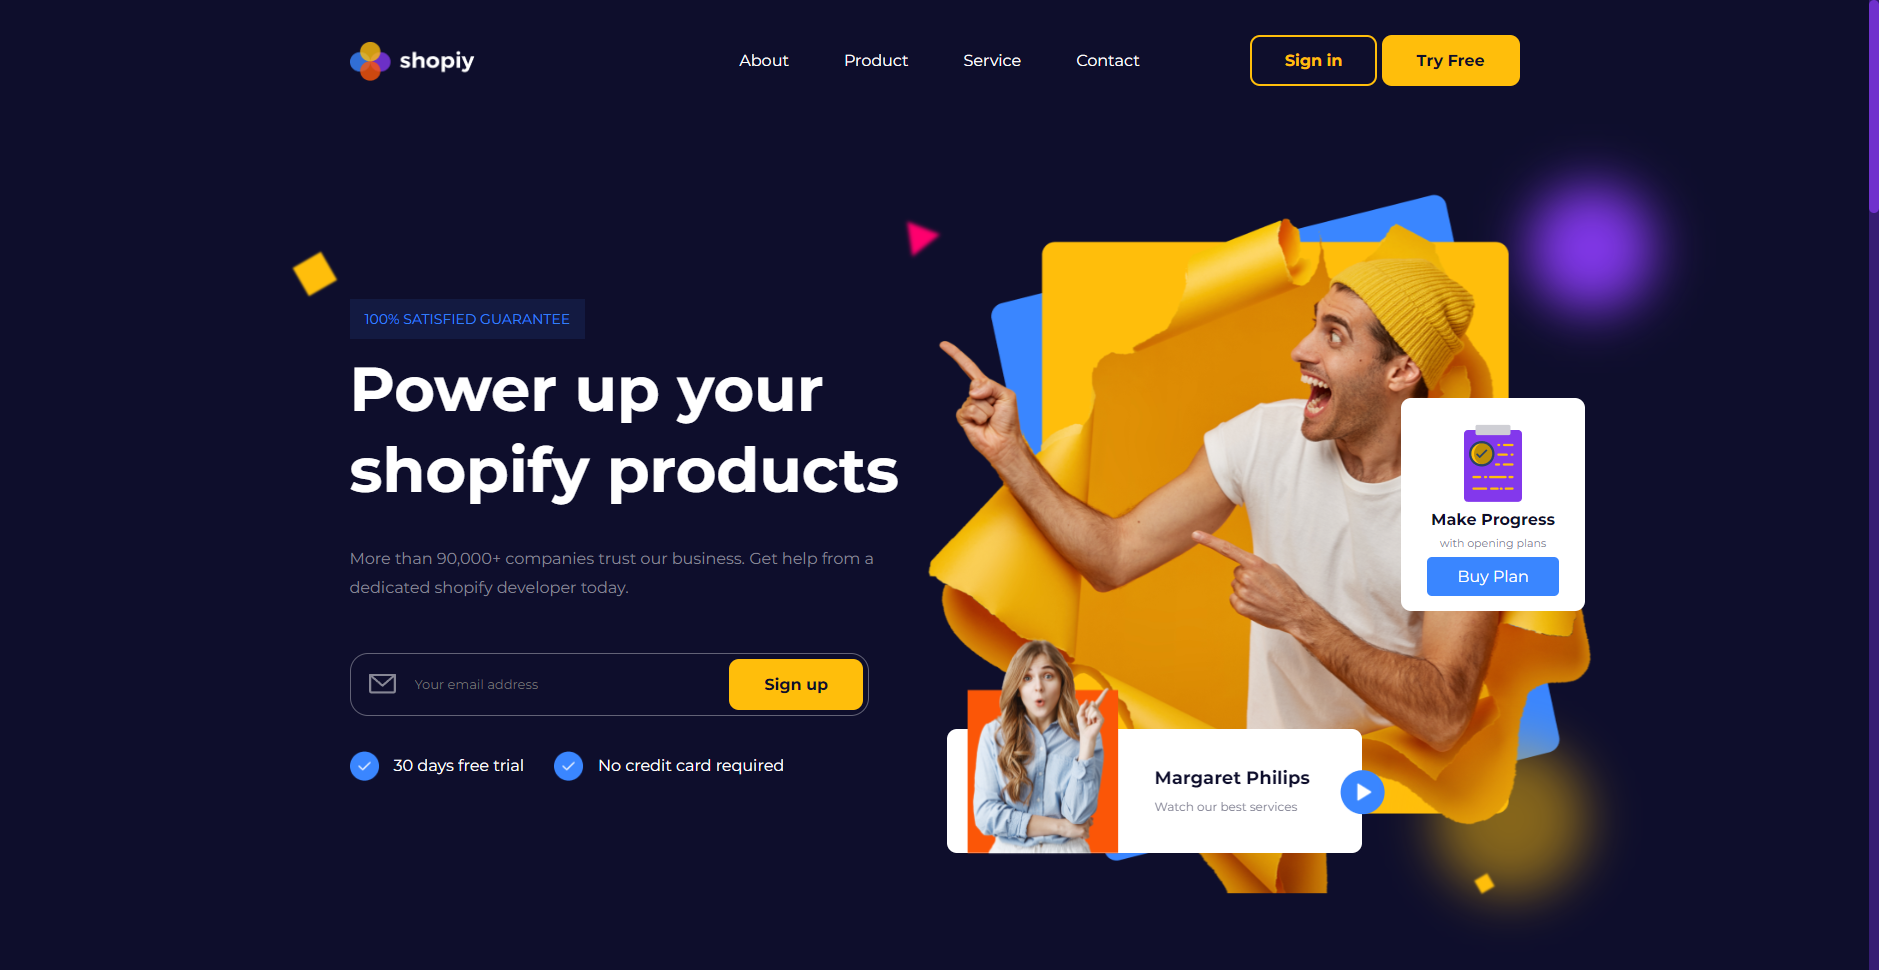 shopiy
About
Product
Service
Contact
Sign in
Try Free
100% SATISFIED GUARANTEE
Power up your
shopify products
More than 90,000+ companies trust our business. Get help from a
dedicated shopify developer today.
Your email address
Sign up
30 days free trial
No credit card required
Make Progress
with opening plans
Buy Plan
Margaret Philips
Watch our best services